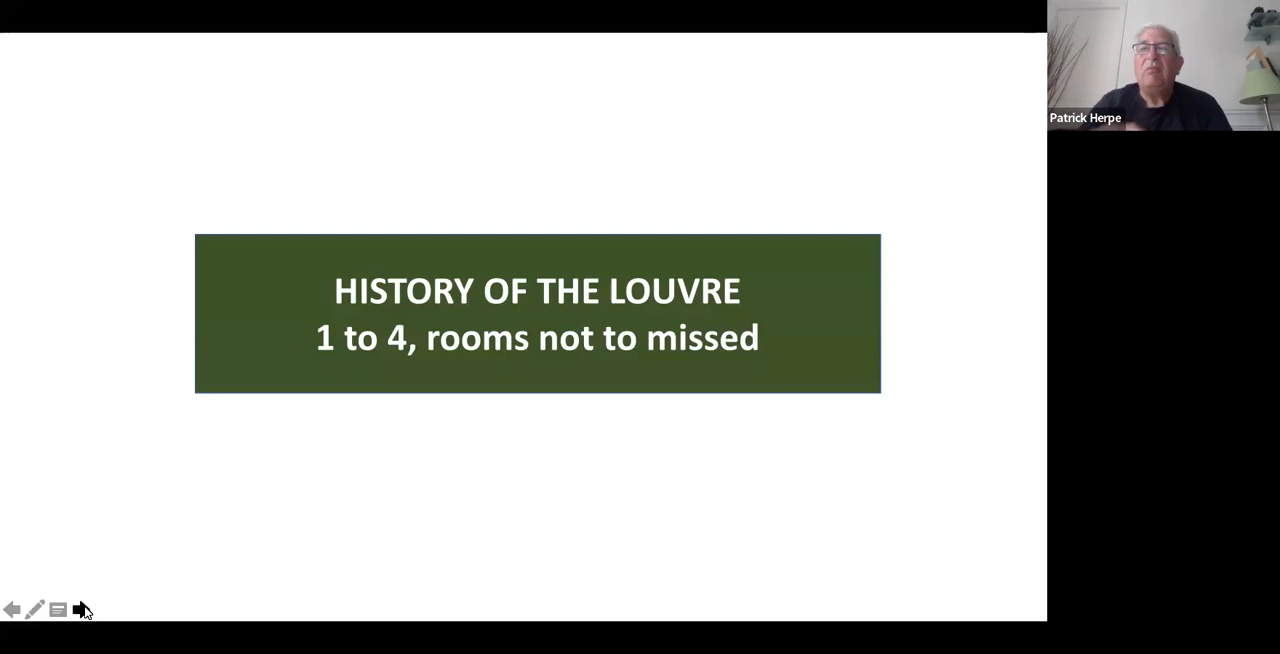 HISTORY OF THE LOUVRE
1 to 4, rooms not to missed
Patrick Herpe